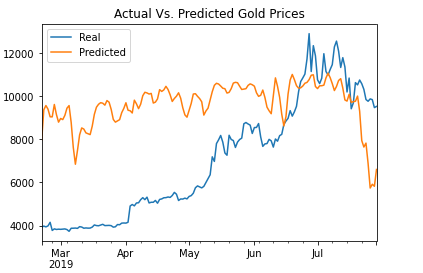 Actual Vs. Predicted Gold Prices
Real
Predicted
12000
10000
8000
6000
4000
Mar
2019
Apr
May
Jun
Jul